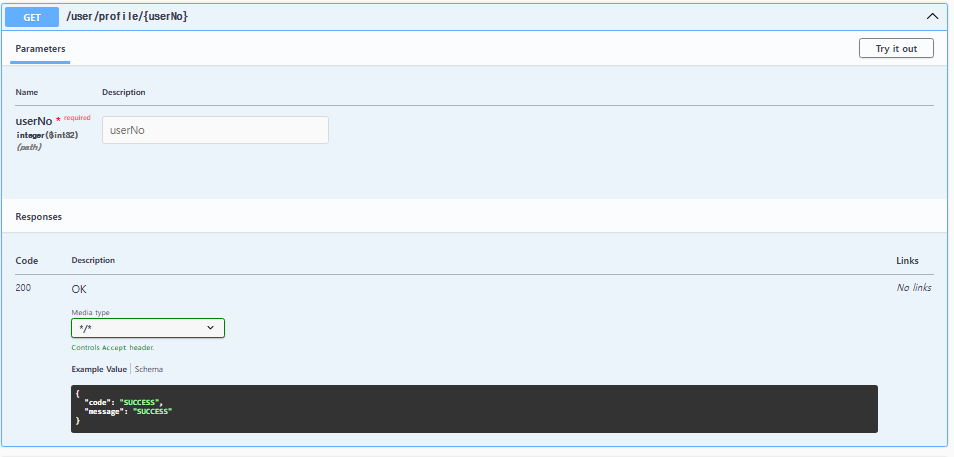 GET /user/profile/{userNo}
Parameters
Try it out
Name Description
userNo * required
integer($int32)
(path)
userNo
Responses
Code Description Links
200 OK No links
Media type
*/*
Controls Accept header.
Example Value Schema
{
"code": "SUCCESS",
"message": "SUCCESS"
}